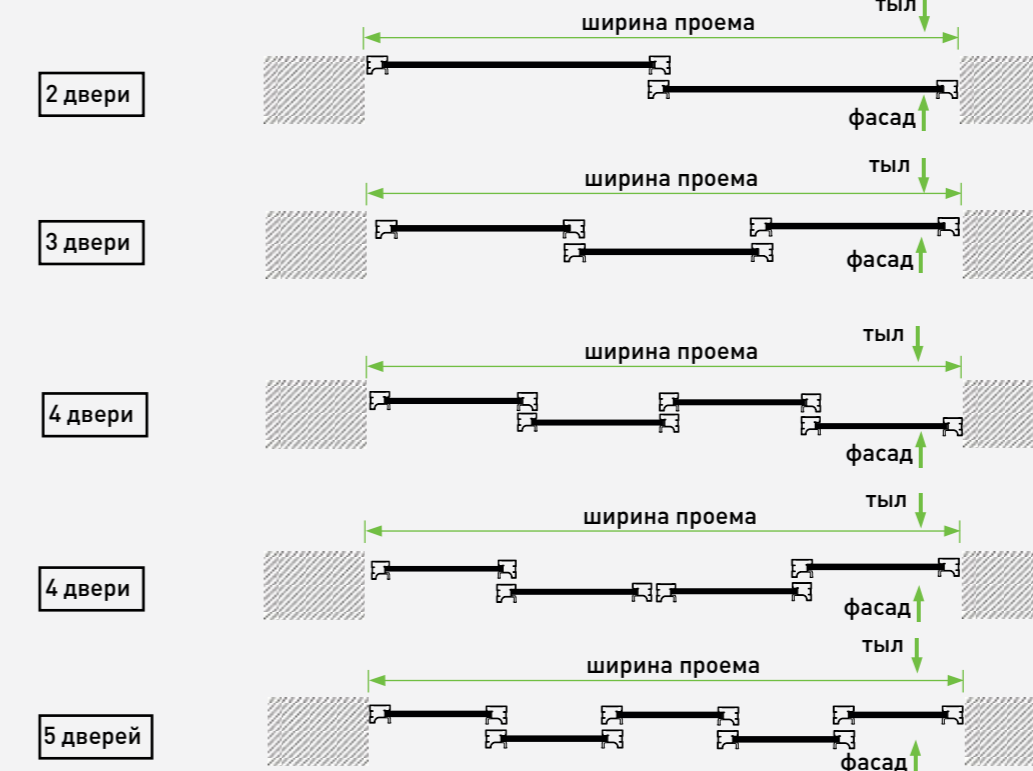 тыл
ширина проема
2 двери
фасад
тыл
ширина проема
3 двери
фасад
тыл
ширина проема
4 двери
фасад
тыл
ширина проема
4 двери
фасад
тыл
ширина проема
5 дверей
фасад